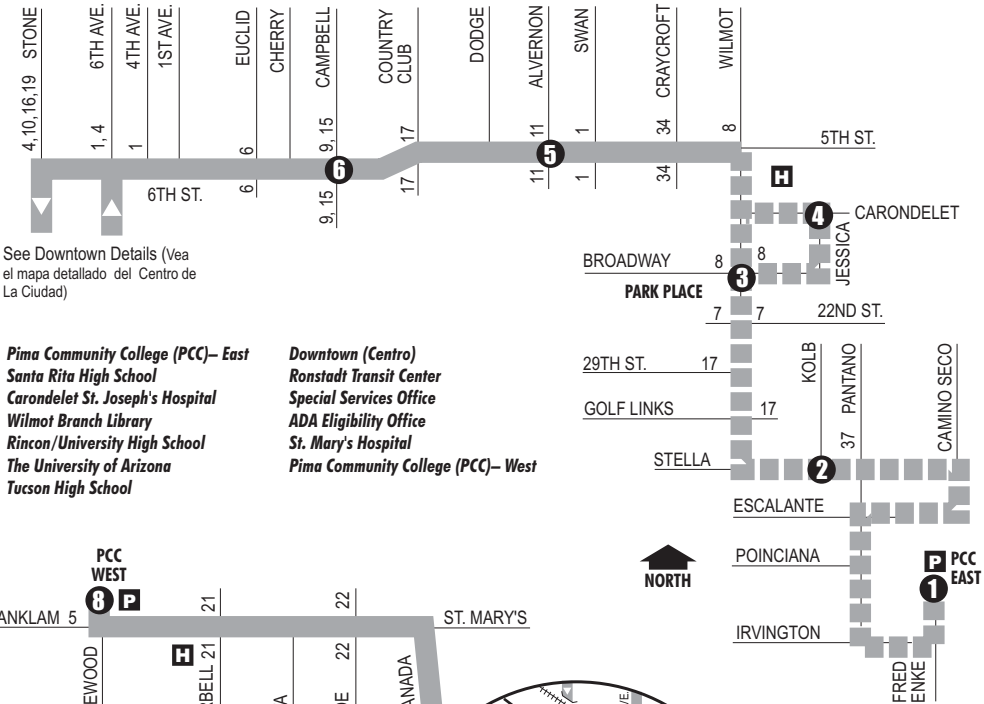 4,10,16,19 STONE
1, 4 6TH AVE.
1 4TH AVE.
1ST AVE.
6 EUCLID
CHERRY
9, 15 CAMPBELL
17 COUNTRY
CLUB
DODGE
11 ALVERNON
1 SWAN
34 CRAYCROFT
8 WILMOT
5TH ST.
6
5
6TH ST.
6
9, 15
17
11
1
34
H
4
CARONDELET
JESSICA
See Downtown Details (Vea
el mapa detallado del Centro de
La Ciudad)
BROADWAY 8
8
3
PARK PLACE
7 7 22ND ST.
29TH ST. 17
GOLF LINKS 17
KOLB
37 PANTANO
CAMINO SECO
STELLA
2
ESCALANTE
POINCIANA
IRVINGTON
NORTH
P PCC
EAST
1
FRED
ENKE
Pima Community College (PCC)– East
Santa Rita High School
Carondelet St. Joseph's Hospital
Wilmot Branch Library
Rincon/University High School
The University of Arizona
Tucson High School
Downtown (Centro)
Ronstadt Transit Center
Special Services Office
ADA Eligibility Office
St. Mary's Hospital
Pima Community College (PCC)– West
PCC
WEST
8 P
21
22
5
ST. MARY'S
H
21
22